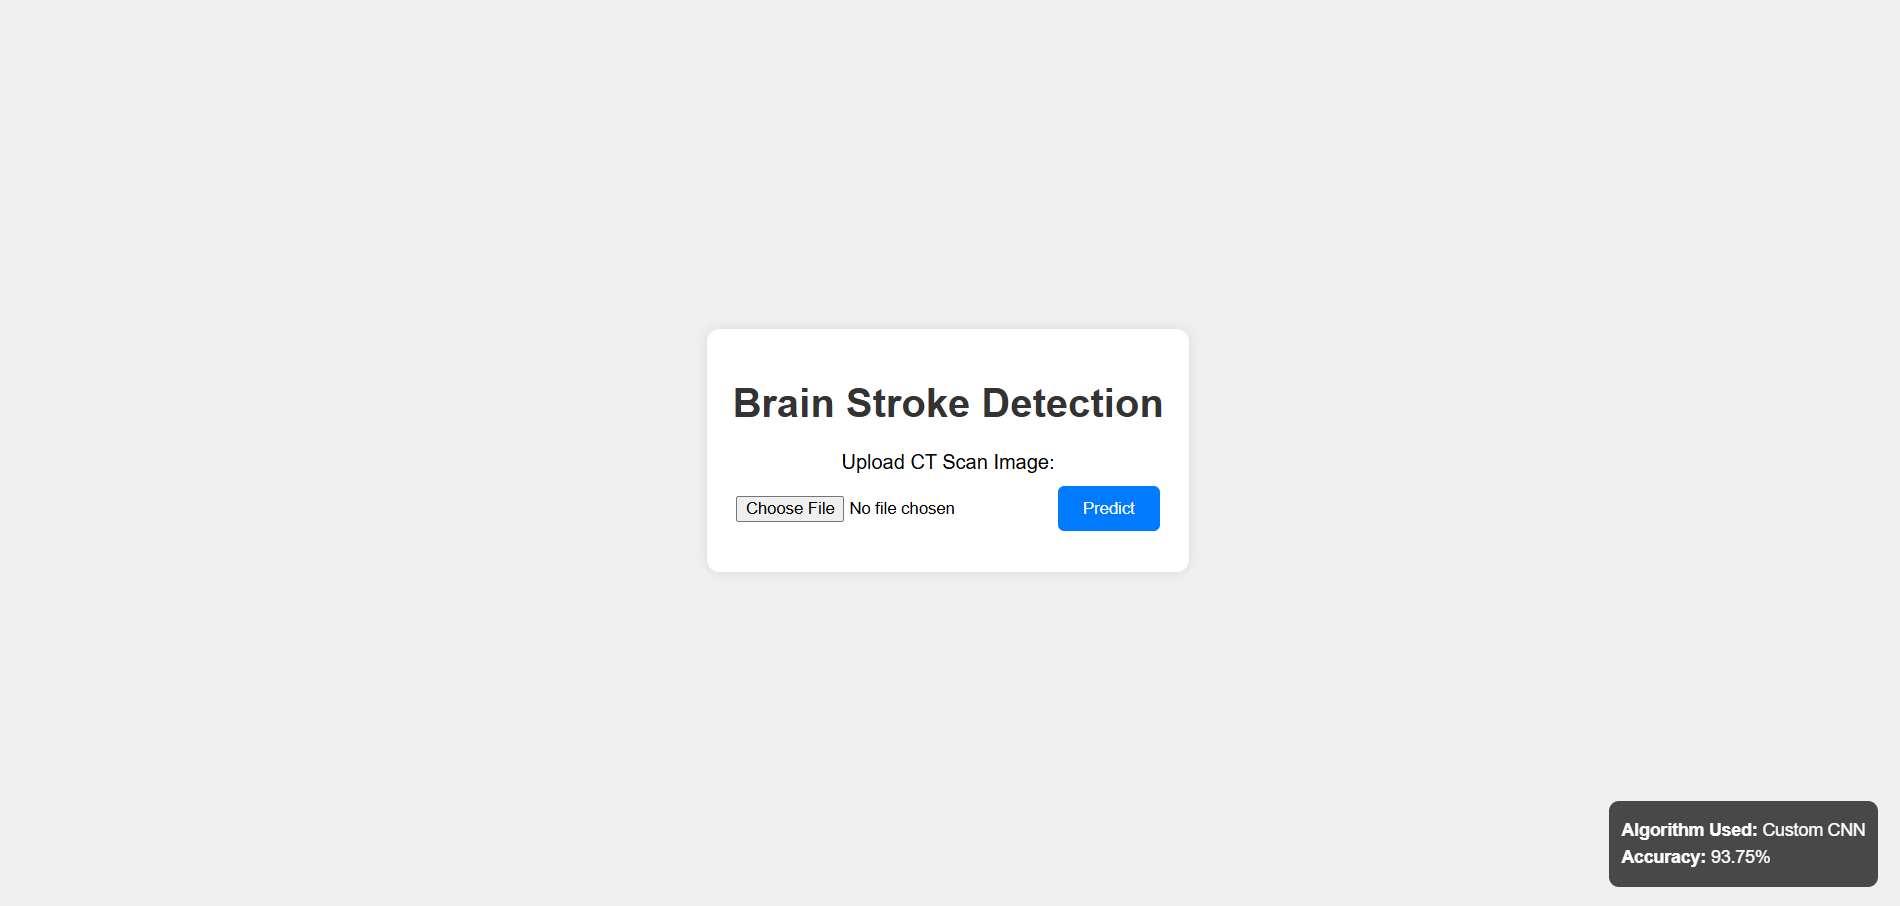 Brain Stroke Detection
Upload CT Scan Image:
Choose File No file chosen Predict
Algorithm Used: Custom CNN
Accuracy: 93.75%